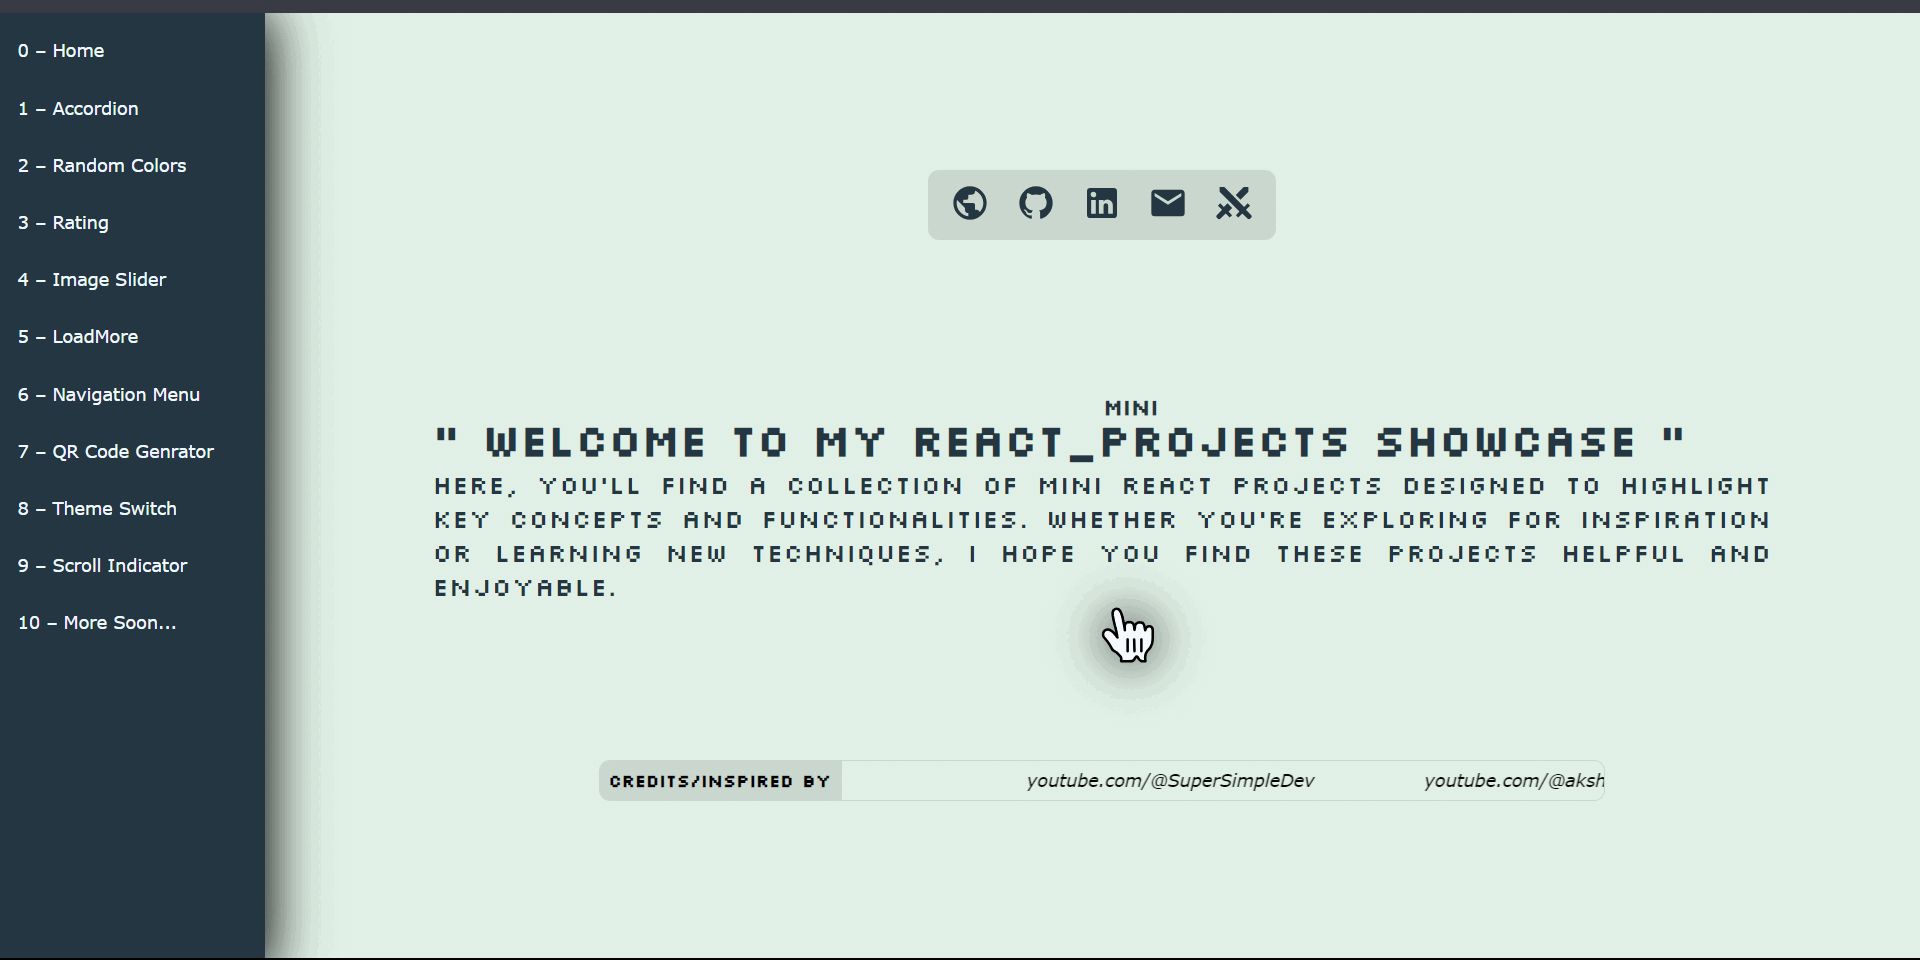 0 – Home
1 – Accordion
2 – Random Colors
3 – Rating
4 – Image Slider
5 – LoadMore
6 – Navigation Menu
7 – QR Code Genrator
8 – Theme Switch
9 – Scroll Indicator
10 – More Soon...
MINI
" WELCOME TO MY REACT_PROJECTS SHOWCASE "
HERE, YOU'LL FIND A COLLECTION OF MINI REACT PROJECTS DESIGNED TO HIGHLIGHT
KEY CONCEPTS AND FUNCTIONALITIES. WHETHER YOU'RE EXPLORING FOR INSPIRATION
OR LEARNING NEW TECHNIQUES, I HOPE YOU FIND THESE PROJECTS HELPFUL AND
ENJOYABLE.
CREDITS/INSPIRED BY youtube.com/@SuperSimpleDev youtube.com/@aksh